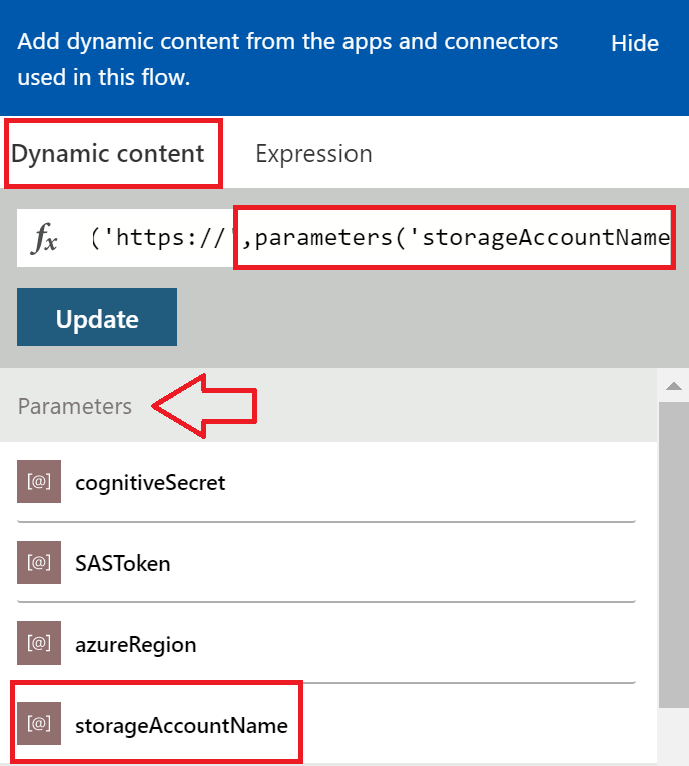 Add dynamic content from the apps and connectors
used in this flow.
Hide
Dynamic content
Expression
fx
('https://',parameters('storageAccountName
Update
Parameters
[@] cognitiveSecret
[@] SASToken
[@] azureRegion
[@] storageAccountName